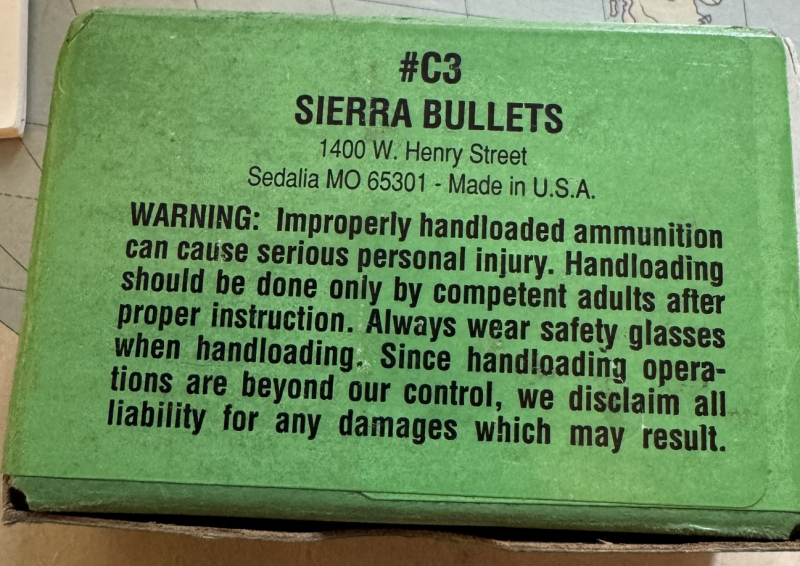 #C3
SIERRA BULLETS
1400 W. Henry Street
Sedalia MO 65301 - Made in U.S.A.
WARNING: Improperly handloaded ammunition
can cause serious personal injury. Handloading
should be done only by competent adults after
proper instruction. Always wear safety glasses
when handloading. Since handloading opera-
tions are beyond our control, we disclaim all
liability for any damages which may result.